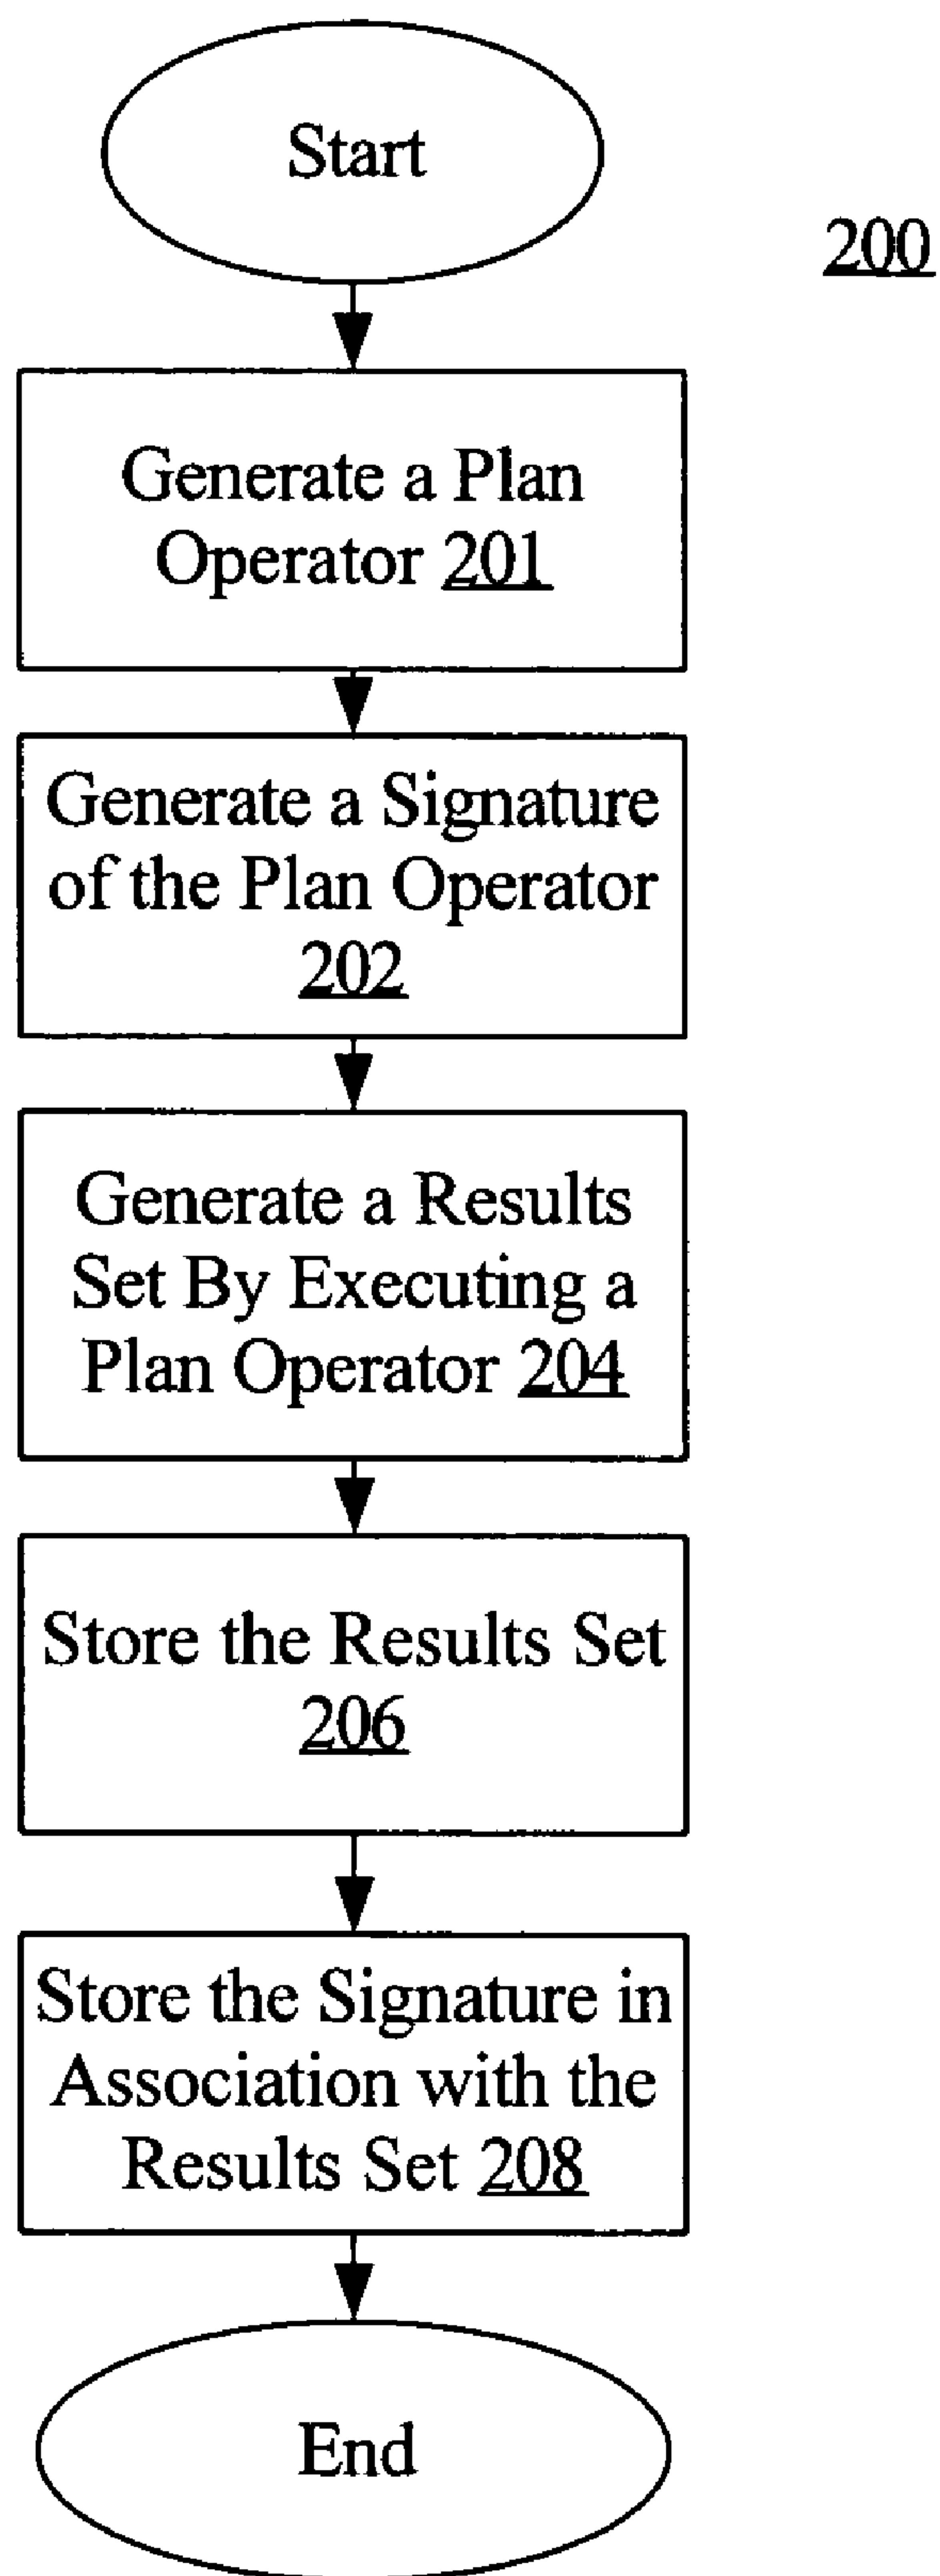 Start
200
Generate a Plan
Operator 201
Generate a Signature
of the Plan Operator
202
Generate a Results
Set By Executing a
Plan Operator 204
Store the Results Set
206
Store the Signature in
Association with the
Results Set 208
End